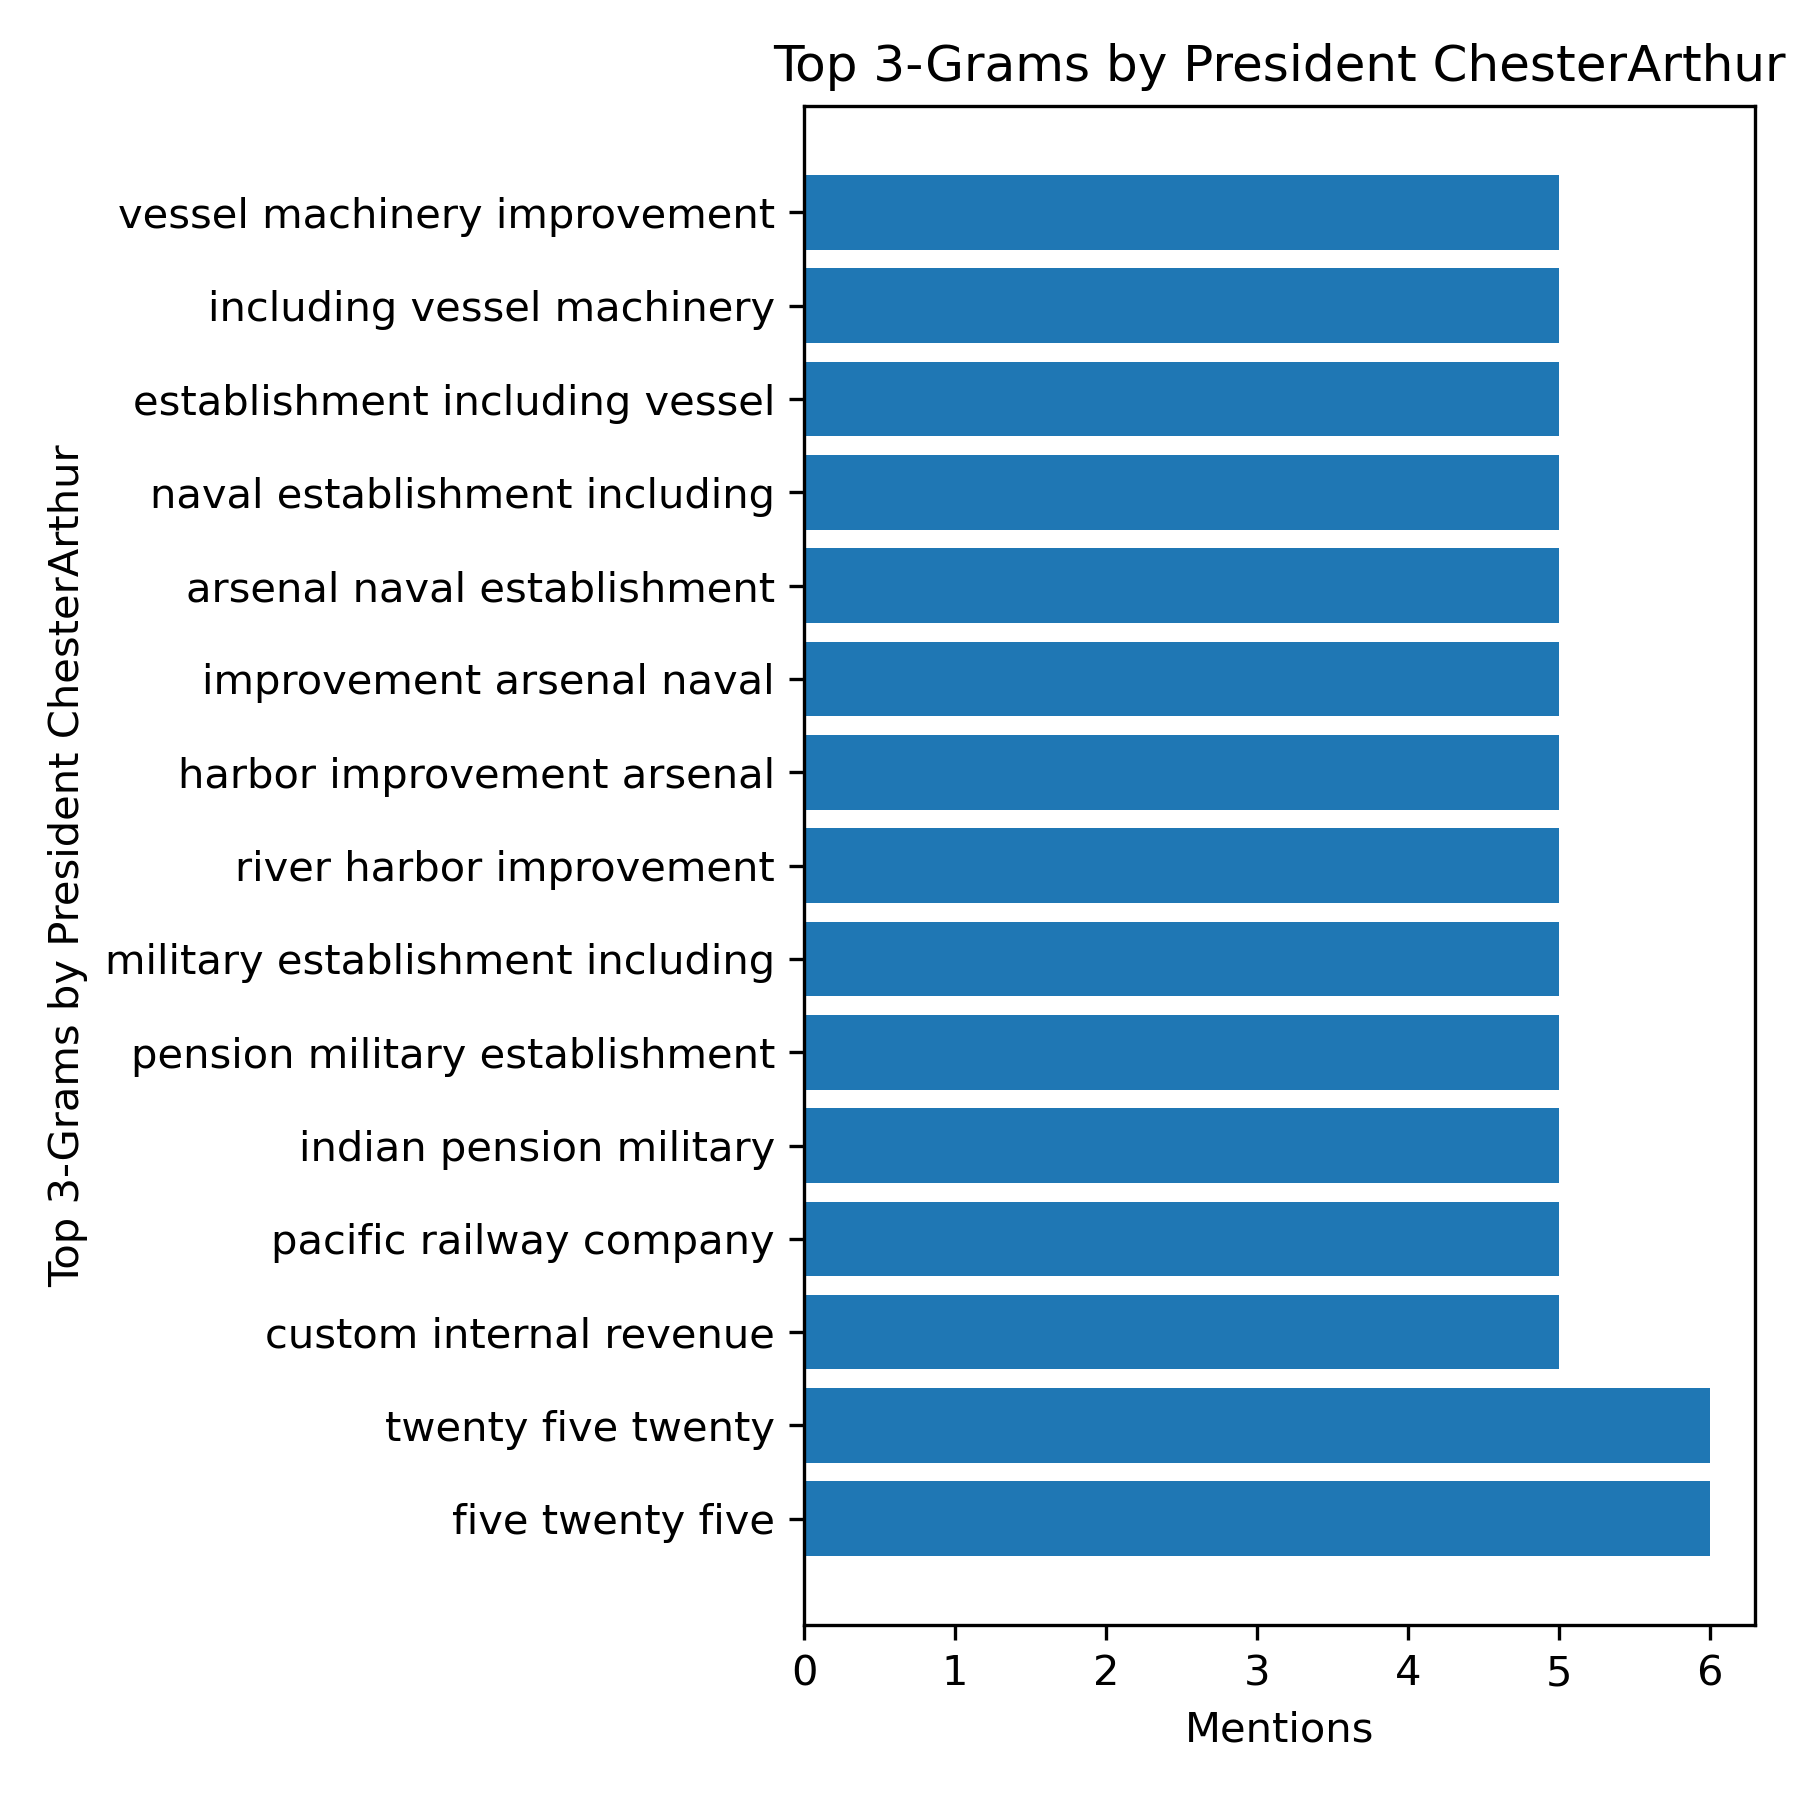 Top 3-Grams by President ChesterArthur
Top 3-Grams by President ChesterArthur
vessel machinery improvement
including vessel machinery
establishment including vessel
naval establishment including
arsenal naval establishment
improvement arsenal naval
harbor improvement arsenal
river harbor improvement
military establishment including
pension military establishment
indian pension military
pacific railway company
custom internal revenue
twenty five twenty
five twenty five
0 1 2 3 4 5 6
Mentions